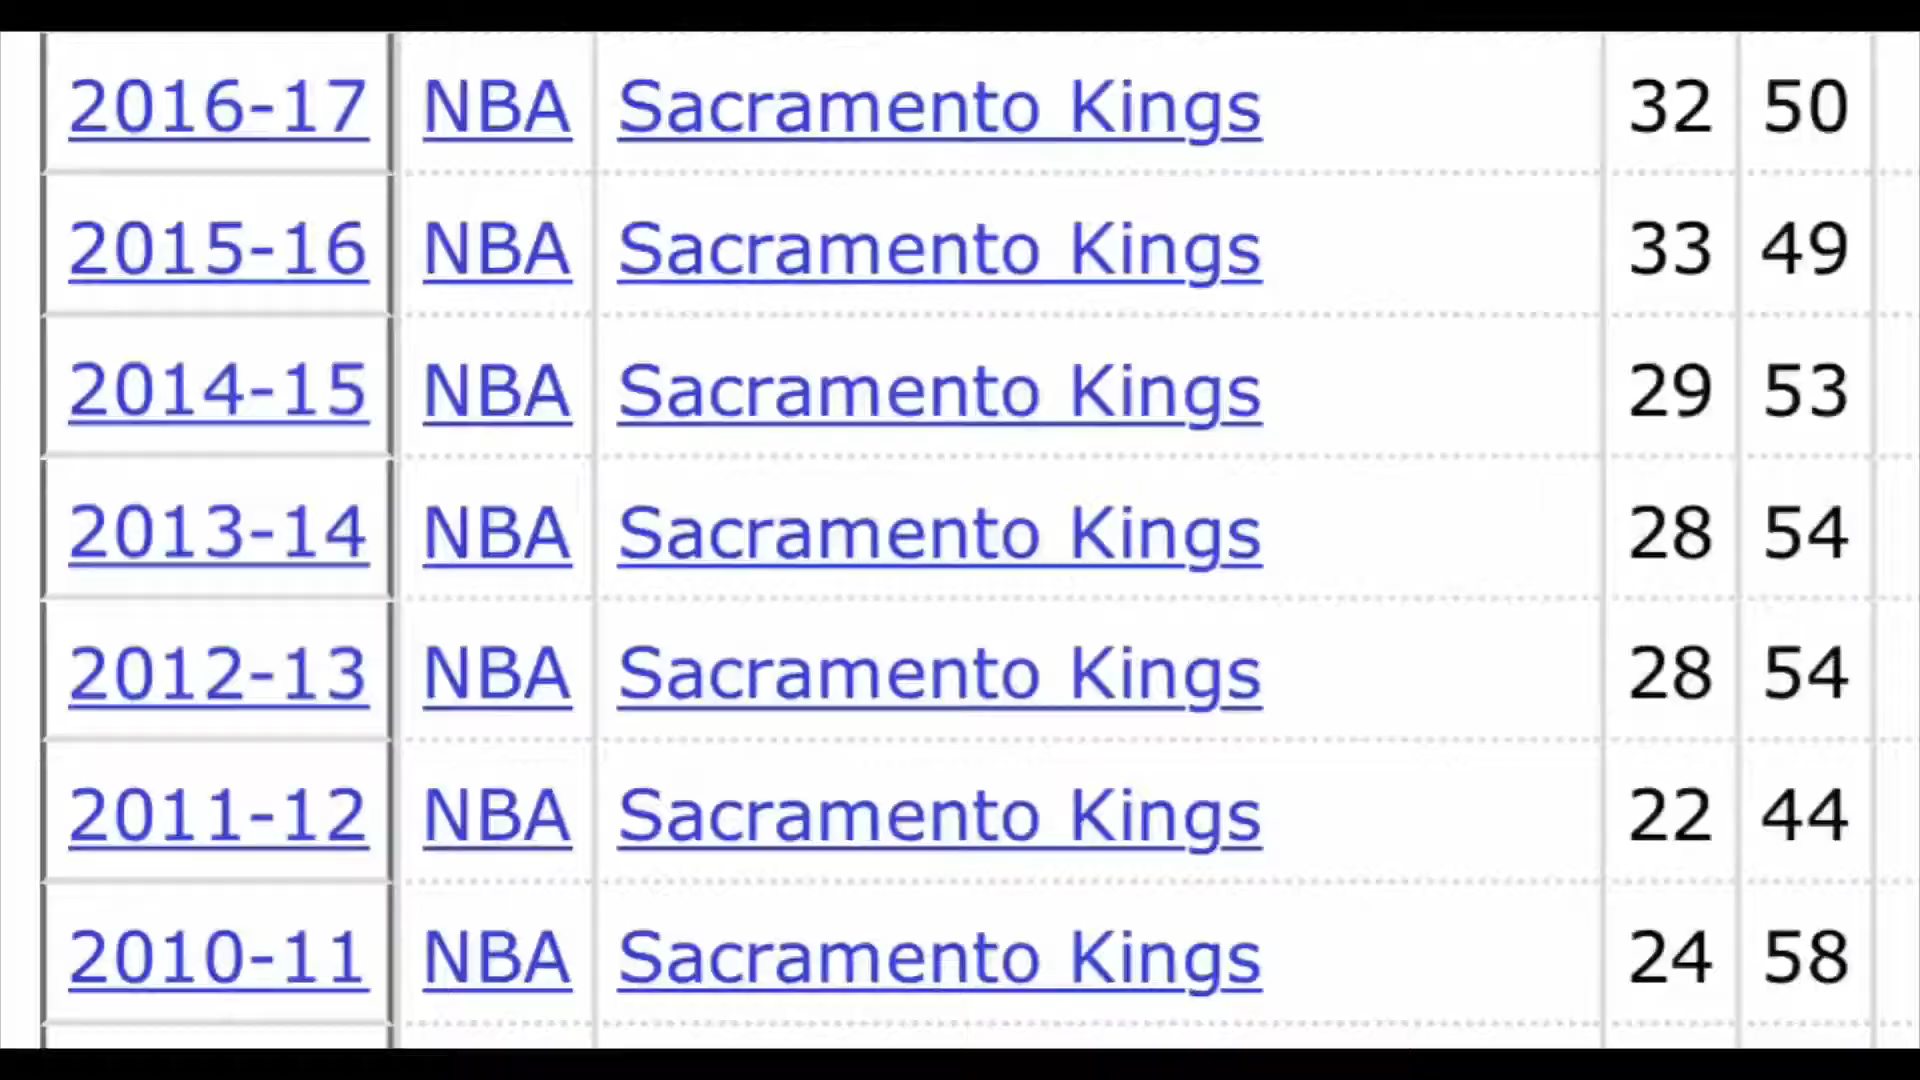 2016-17 NBA Sacramento Kings 32 50
2015-16 NBA Sacramento Kings 33 49
2014-15 NBA Sacramento Kings 29 53
2013-14 NBA Sacramento Kings 28 54
2012-13 NBA Sacramento Kings 28 54
2011-12 NBA Sacramento Kings 22 44
2010-11 NBA Sacramento Kings 24 58